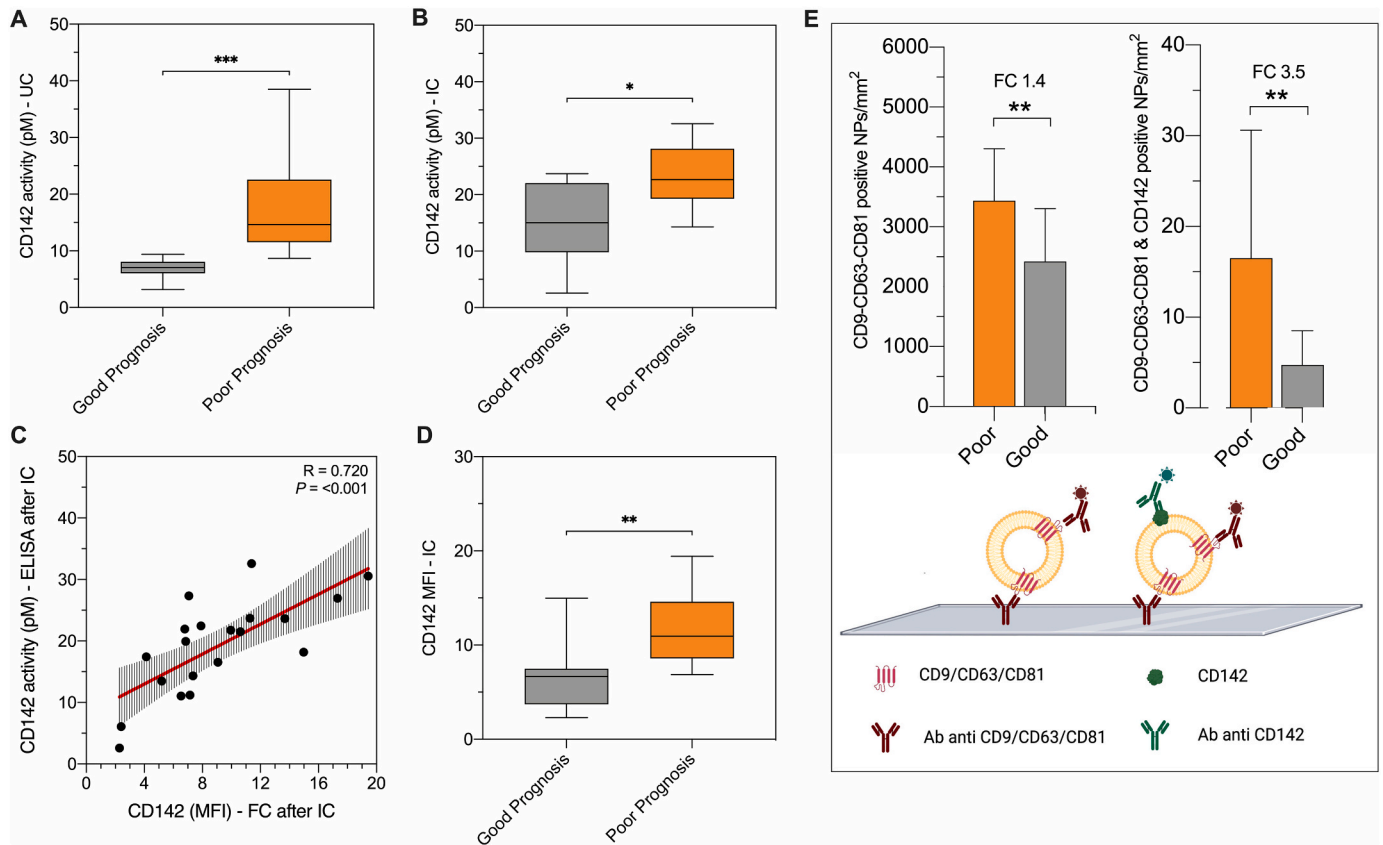 A
CD142 activity (pM) - UC
50
40
30
20
10
0
***
Good Prognosis
Poor Prognosis
B
CD142 activity (pM) - IC
50
40
30
20
10
0
*
Good Prognosis
Poor Prognosis
C
CD142 activity (pM) - ELISA after IC
50
40
30
20
10
0
R = 0.720
P = <0.001
0 4 8 12 16 20
CD142 (MFI) - FC after IC
D
CD142 MFI - IC
30
20
10
0
**
Good Prognosis
Poor Prognosis
E
CD9-CD63-CD81 positive NPs/mm²
6000
5000
4000
3000
2000
1000
0
FC 1.4
**
Poor
Good
CD9-CD63-CD81 & CD142 positive NPs/mm²
40
30
20
10
0
FC 3.5
**
Poor
Good
CD9/CD63/CD81
CD142
Ab anti CD9/CD63/CD81
Ab anti CD142